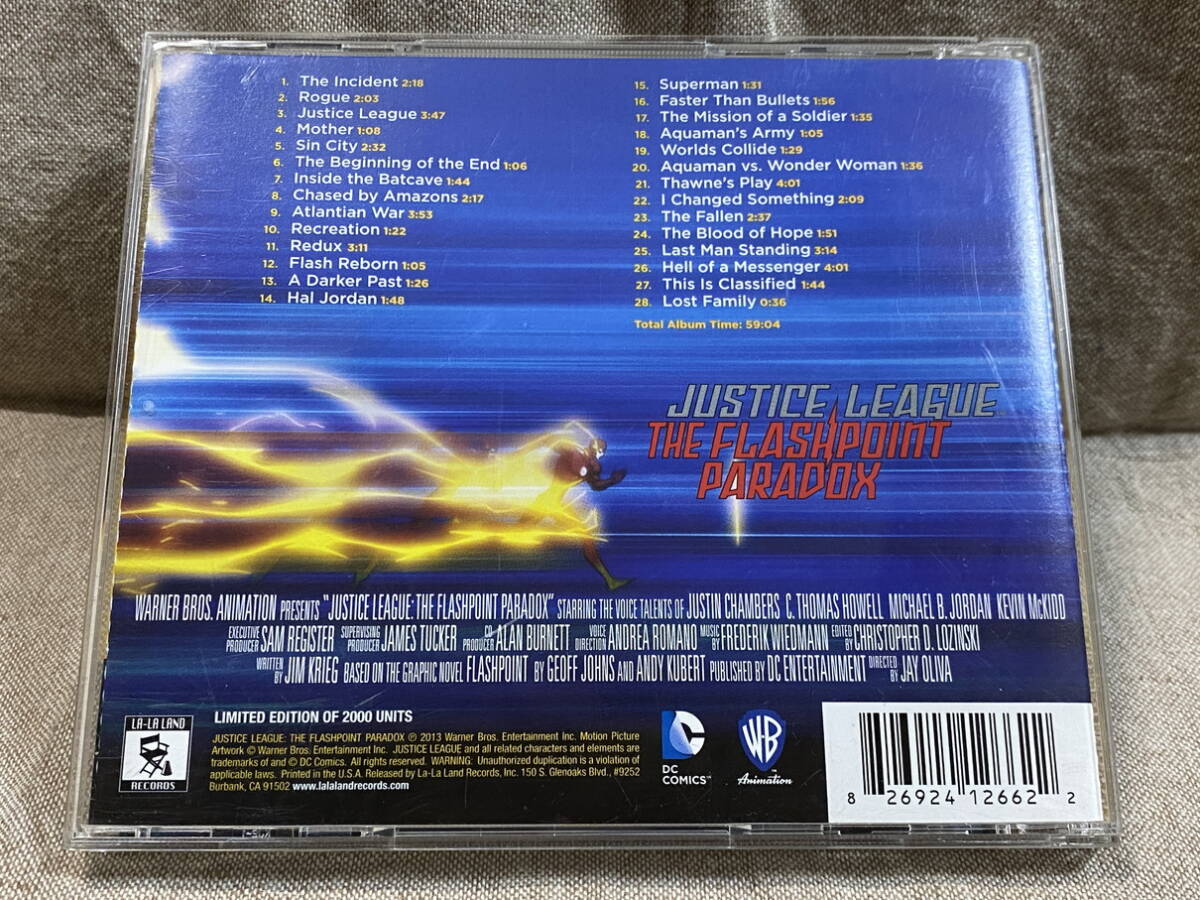 1. The Incident 2:18
2. Rogue 2:03
3. Justice League 3:47
4. Mother 1:08
5. Sin City 2:32
6. The Beginning of the End 1:06
7. Inside the Batcave 1:44
8. Chased by Amazons 2:17
9. Atlantian War 3:53
10. Recreation 1:22
11. Redux 3:11
12. Flash Reborn 1:05
13. A Darker Past 1:26
14. Hal Jordan 1:48
15. Superman 1:31
16. Faster Than Bullets 1:56
17. The Mission of a Soldier 1:35
18. Aquaman's Army 1:05
19. Worlds Collide 1:29
20. Aquaman vs. Wonder Woman 1:36
21. Thawne's Play 4:01
22. I Changed Something 2:09
23. The Fallen 2:37
24. The Blood of Hope 1:51
25. Last Man Standing 3:14
26. Hell of a Messenger 4:01
27. This Is Classified 1:44
28. Lost Family 0:36
Total Album Time: 59:04
JUSTICE LEAGUE
THE FLASHPOINT
PARADOX
WARNER BROS. ANIMATION PRESENTS "JUSTICE LEAGUE: THE FLASHPOINT PARADOX" STARRING THE VOICE TALENTS OF JUSTIN CHAMBERS C. THOMAS HOWELL MICHAEL B. JORDAN KEVIN McKIDD
EXECUTIVE PRODUCER SAM REGISTER SUPERVISING PRODUCER JAMES TUCKER CO PRODUCER ALAN BURNETT VOICE DIRECTION ANDREA ROMANO MUSIC BY FREDERIK WIEDMANN EDITED BY CHRISTOPHER D. LOZINSKI
WRITTEN BY JIM KRIEG BASED ON THE GRAPHIC NOVEL FLASHPOINT BY GEOFF JOHNS AND ANDY KUBERT PUBLISHED BY DC ENTERTAINMENT DIRECTED BY JAY OLIVA
LA-LA LAND
RECORDS
LIMITED EDITION OF 2000 UNITS
JUSTICE LEAGUE: THE FLASHPOINT PARADOX ℗ 2013 Warner Bros. Entertainment Inc. Motion Picture
Artwork © Warner Bros. Entertainment Inc. JUSTICE LEAGUE and all related characters and elements are
trademarks of and © DC Comics. All rights reserved. WARNING: Unauthorized duplication is a violation of
applicable laws. Printed in the U.S.A. Released by La-La Land Records, Inc. 150 S. Glenoaks Blvd., #9252
Burbank, CA 91502 www.lalalandrecords.com
DC
COMICS™
WB
Animation
8 26924 12662 2